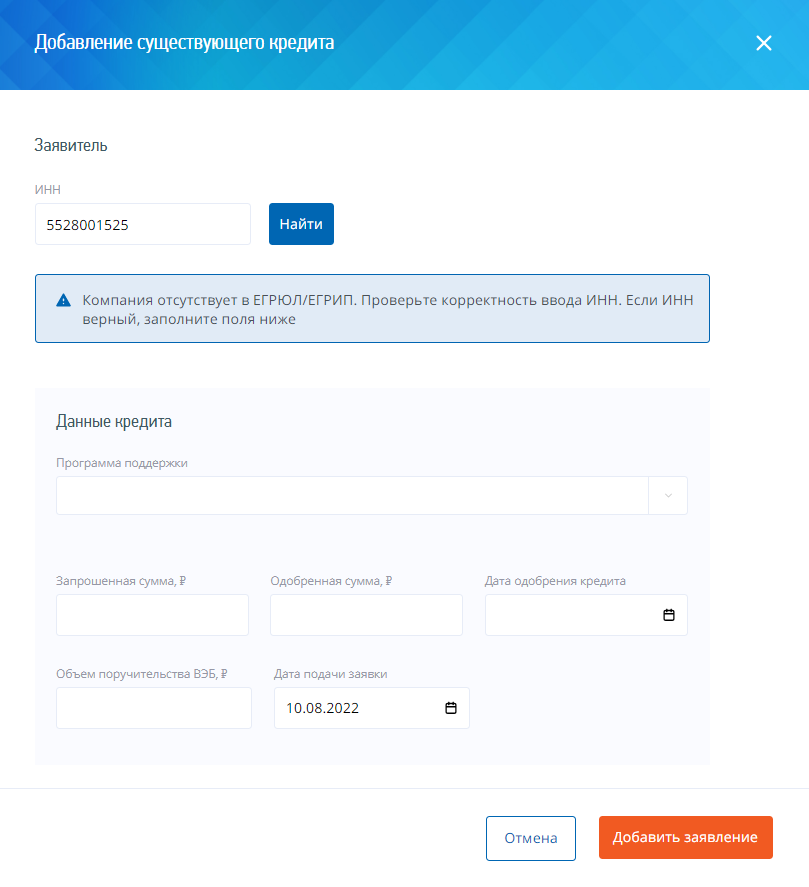 Добавление существующего кредита
Заявитель
ИНН
5528001525
Найти
Компания отсутствует в ЕГРЮЛ/ЕГРИП. Проверьте корректность ввода ИНН. Если ИНН
верный, заполните поля ниже
Данные кредита
Программа поддержки
Запрошенная сумма, ₽
Одобренная сумма, ₽
Дата одобрения кредита
Объем поручительства ВЭБ, ₽
Дата подачи заявки
10.08.2022
Отмена
Добавить заявление